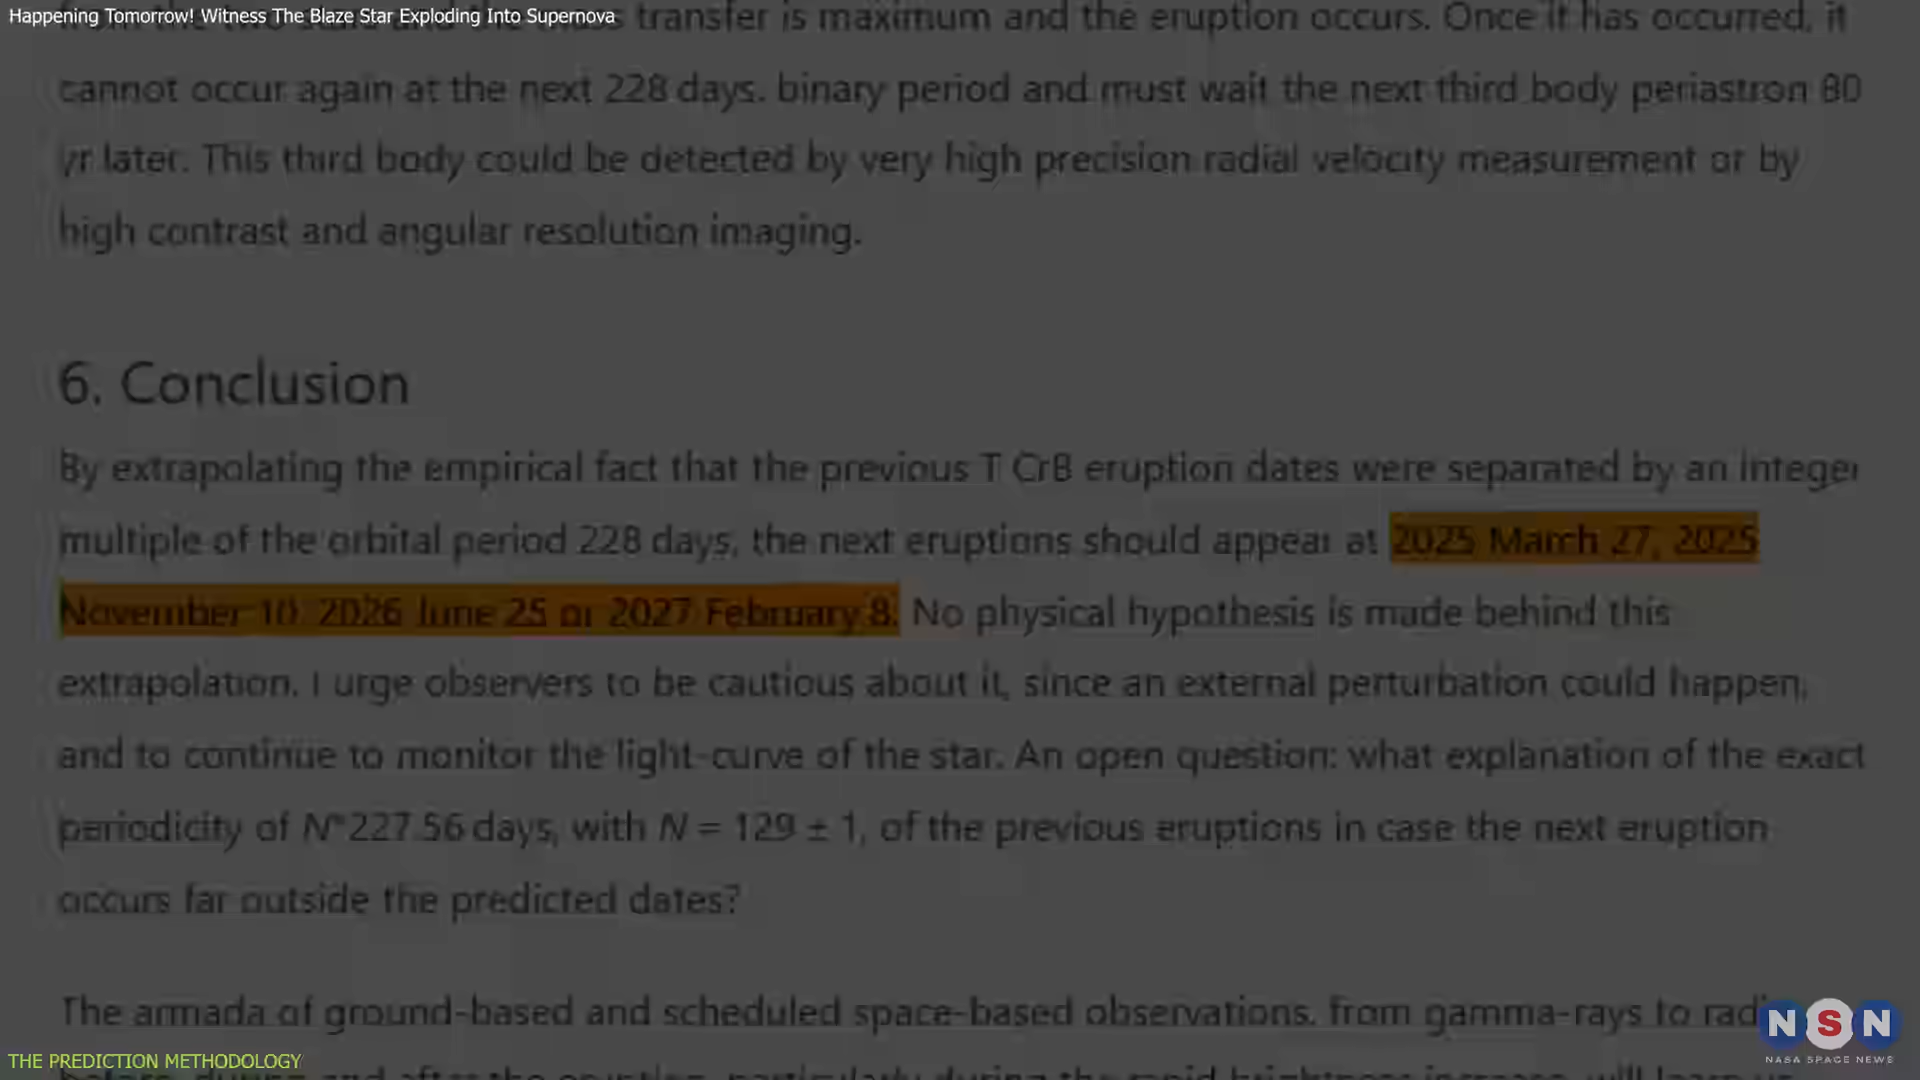 Happening Tomorrow! Witness The Blaze Star Exploding Into Supernova
transfer is maximum and the eruption occurs. Once it has occurred, it
cannot occur again at the next 228 days. binary period and must wait the next third body periastron 80
yr later. This third body could be detected by very high precision radial velocity measurement or by
high contrast and angular resolution imaging.
6. Conclusion
By extrapolating the empirical fact that the previous T CrB eruption dates were separated by an integer
multiple of the orbital period 228 days, the next eruptions should appear at 2025 March 27, 2025
November 10, 2026 June 25 or 2027 February 8. No physical hypothesis is made behind this
extrapolation. I urge observers to be cautious about it, since an external perturbation could happen,
and to continue to monitor the light-curve of the star. An open question: what explanation of the exact
periodicity of N*227.56 days, with N = 129 ± 1, of the previous eruptions in case the next eruption
occurs far outside the predicted dates?
The armada of ground-based and scheduled space-based observations, from gamma-rays to
NSN
NASA SPACE NEWS
THE PREDICTION METHODOLOGY